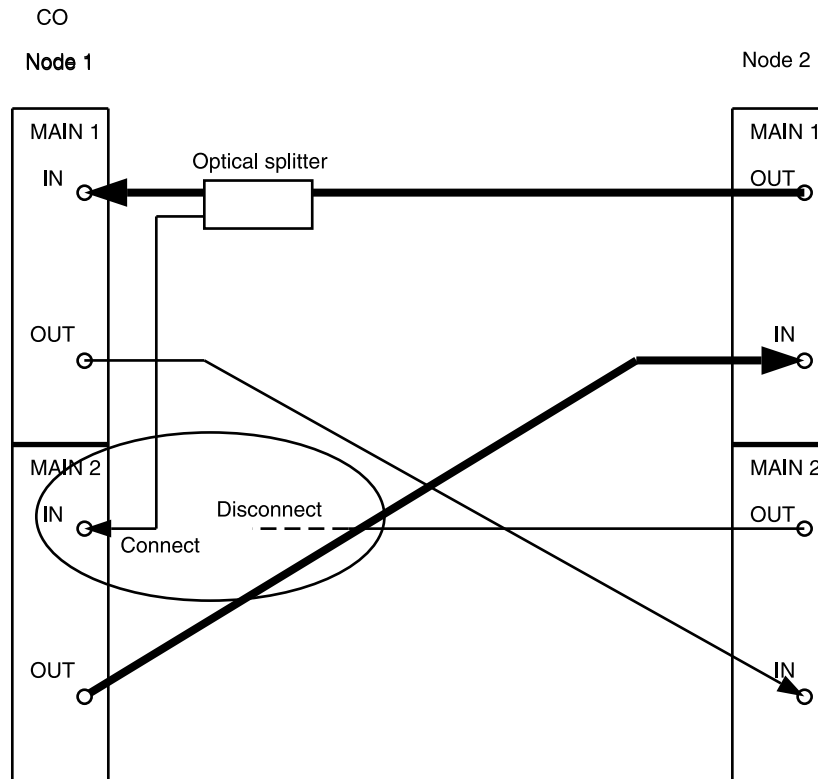 CO
Node 1
Node 2
MAIN 1
MAIN 1
Optical splitter
IN
OUT
OUT
IN
MAIN 2
MAIN 2
IN
Disconnect
OUT
Connect
OUT
IN